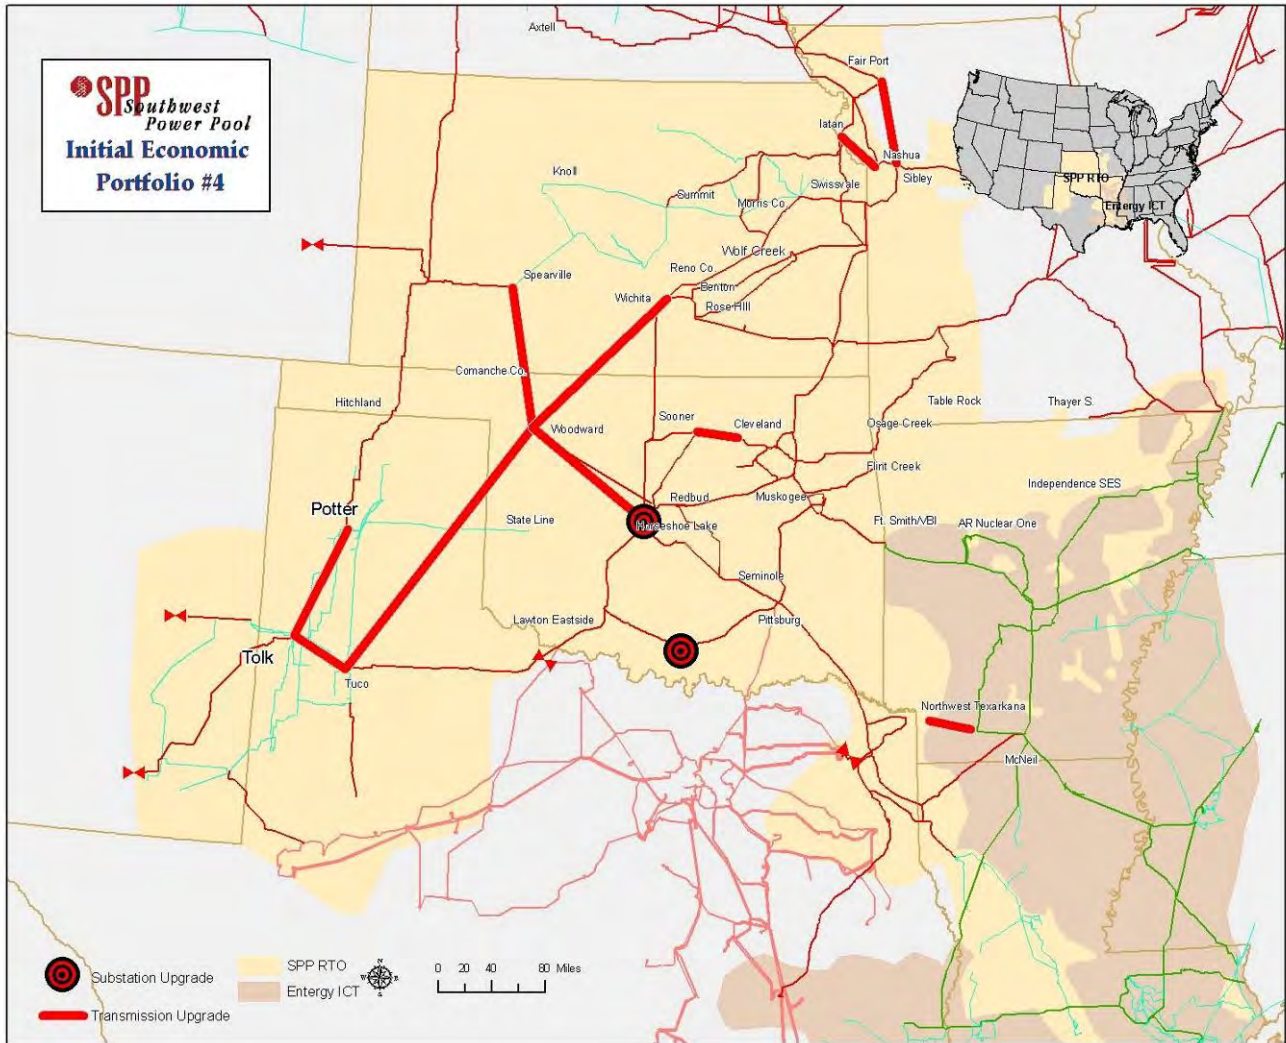 Axtell
Fair Port
SPP
Southwest
Power Pool
Initial Economic
Portfolio #4
Iatan
Nashua
Sibley
Swissvale
Knoll
Summit
Morris Co.
SPP RTO
Entergy ICT
Wolf Creek
Reno Co.
Benton
Rose Hill
Spearville
Wichita
Comanche Co.
Hitchland
Woodward
Sooner
Cleveland
Table Rock
Thayer S.
Osage Creek
Flint Creek
Independence SES
Redbud
Muskogee
Potter
State Line
Horseshoe Lake
Ft. Smith/VBI
AR Nuclear One
Seminole
Lawton Eastside
Pittsburg
Tolk
Tuco
Northwest Texarkana
McNeil
Substation Upgrade
Transmission Upgrade
SPP RTO
Entergy ICT
N
W E
S
0 20 40 80 Miles